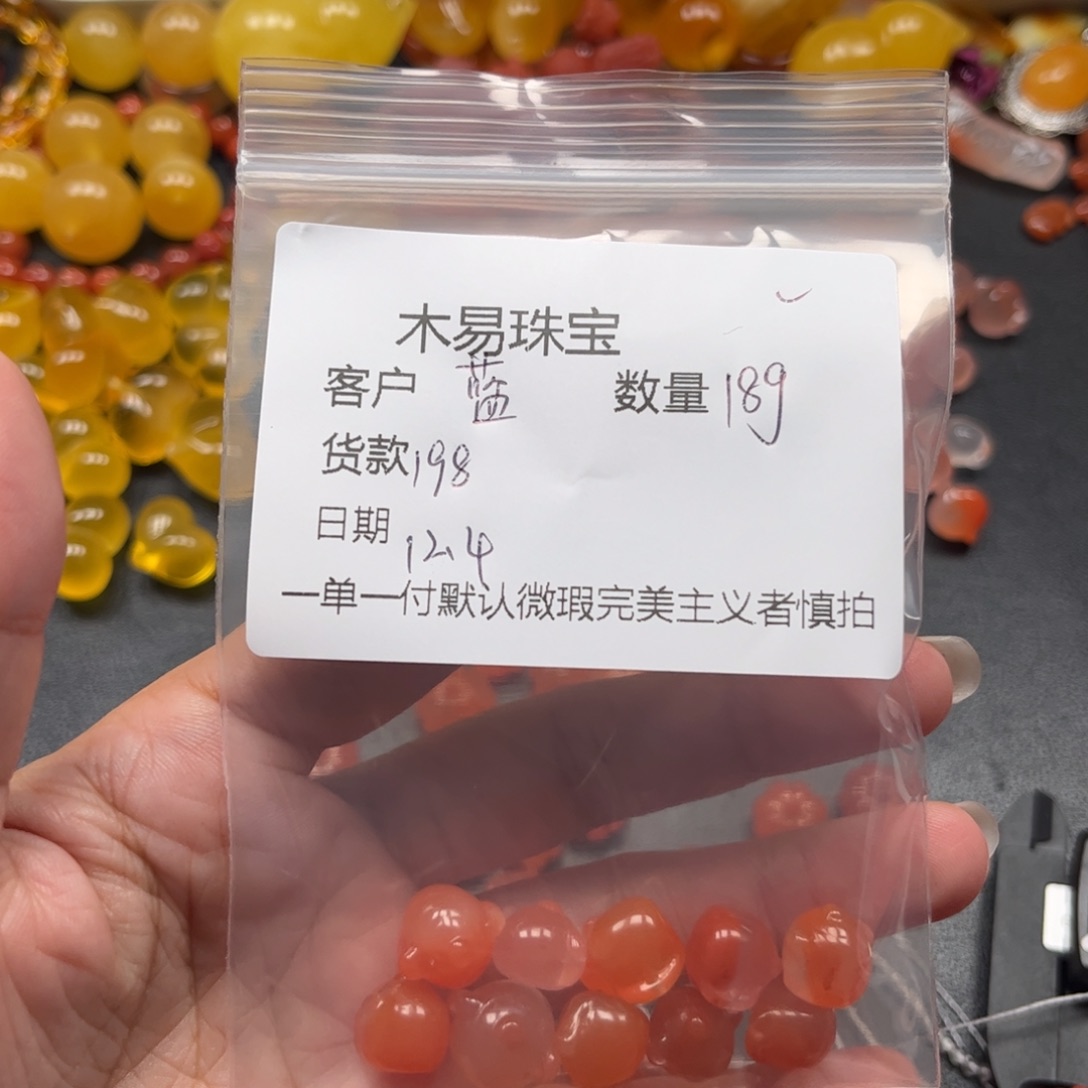 木易珠宝
客户 蓝 数量 18g
货款 198
日期 12.4
一单一付默认微瑕完美主义者慎拍